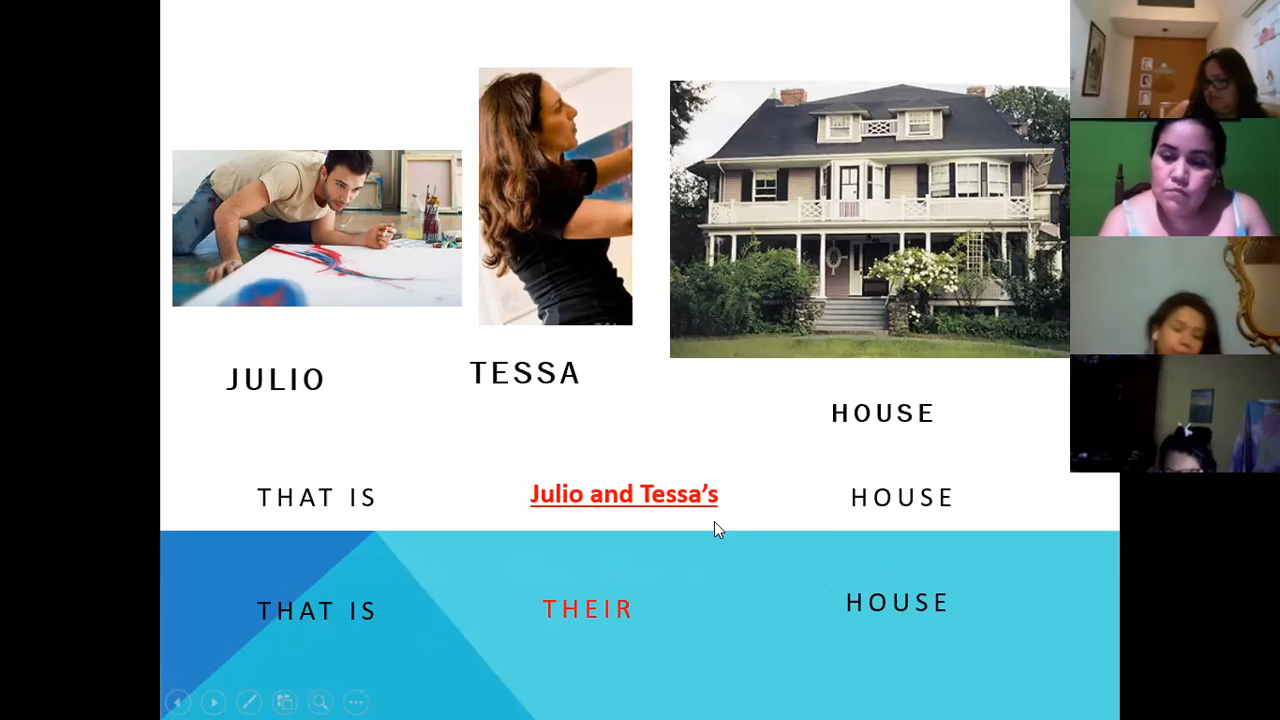 JULIO
TESSA
HOUSE
THAT IS Julio and Tessa's HOUSE
THAT IS THEIR HOUSE